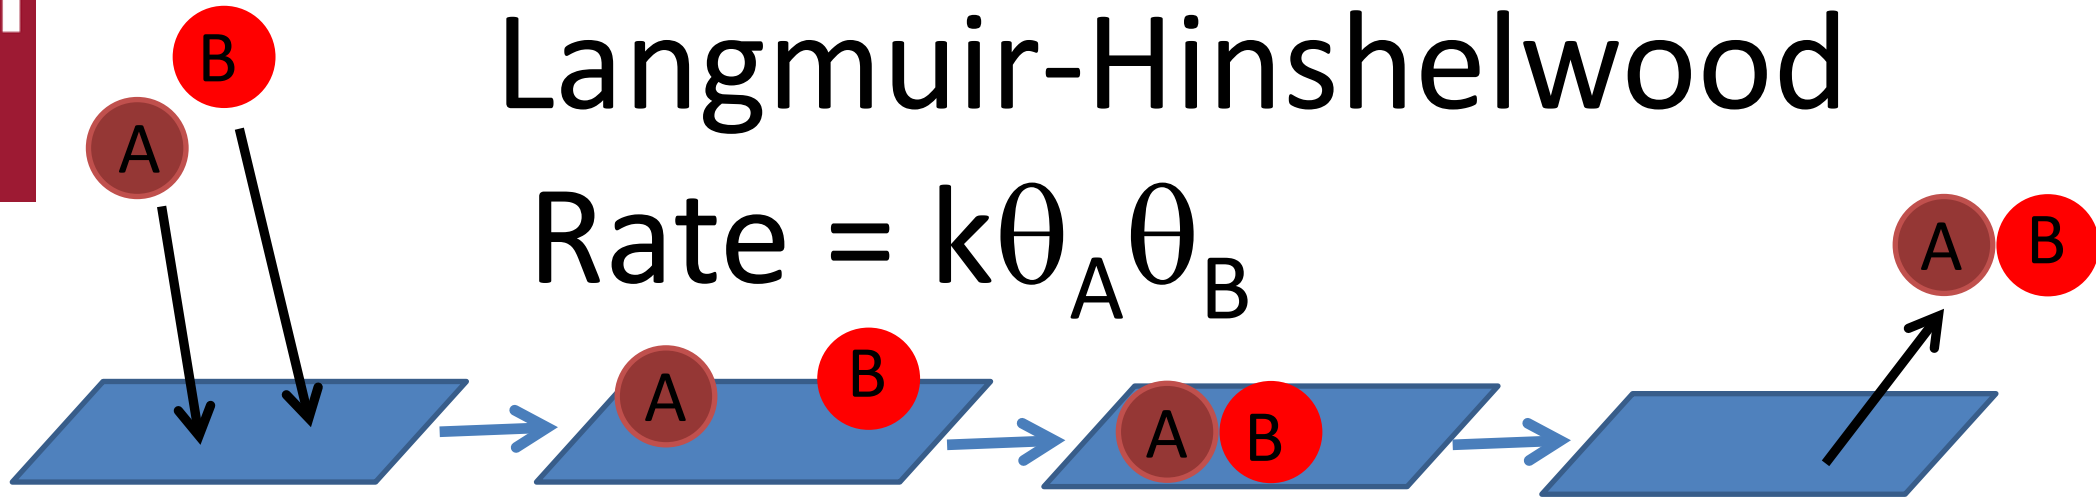 Langmuir-Hinshelwood
Rate = kθAθB
B
A
A B
A
B
A B